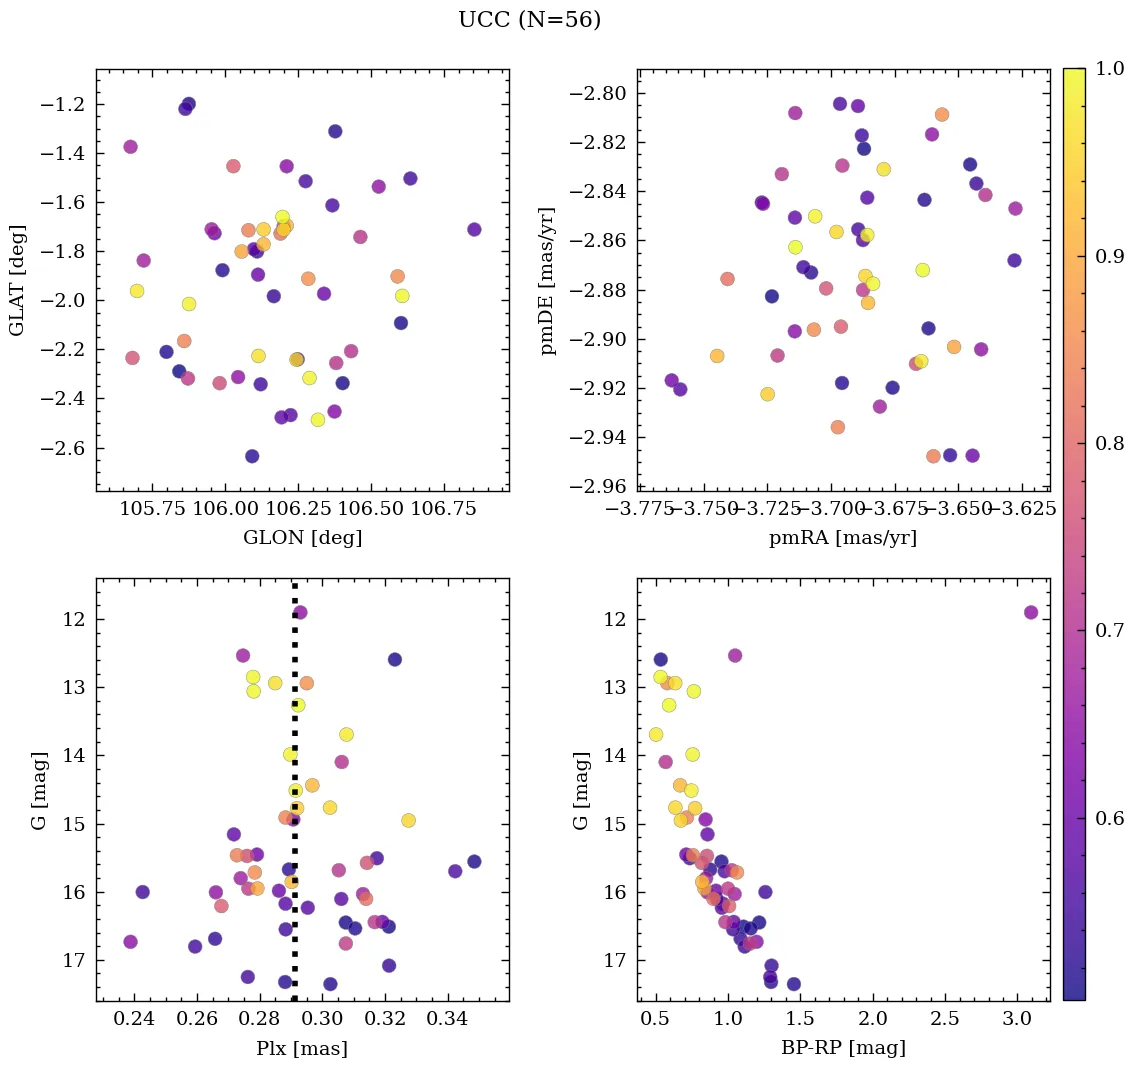 UCC (N=56)
−1.2
−1.4
−1.6
−1.8
−2.0
−2.2
−2.4
−2.6
GLAT [deg]
105.75 106.00 106.25 106.50 106.75
GLON [deg]
−2.80
−2.82
−2.84
−2.86
−2.88
−2.90
−2.92
−2.94
−2.96
pmDE [mas/yr]
−3.775 −3.750 −3.725 −3.700 −3.675 −3.650 −3.625
pmRA [mas/yr]
12
13
14
15
16
17
G [mag]
0.24 0.26 0.28 0.30 0.32 0.34
Plx [mas]
12
13
14
15
16
17
G [mag]
0.5 1.0 1.5 2.0 2.5 3.0
BP-RP [mag]
1.0
0.9
0.8
0.7
0.6